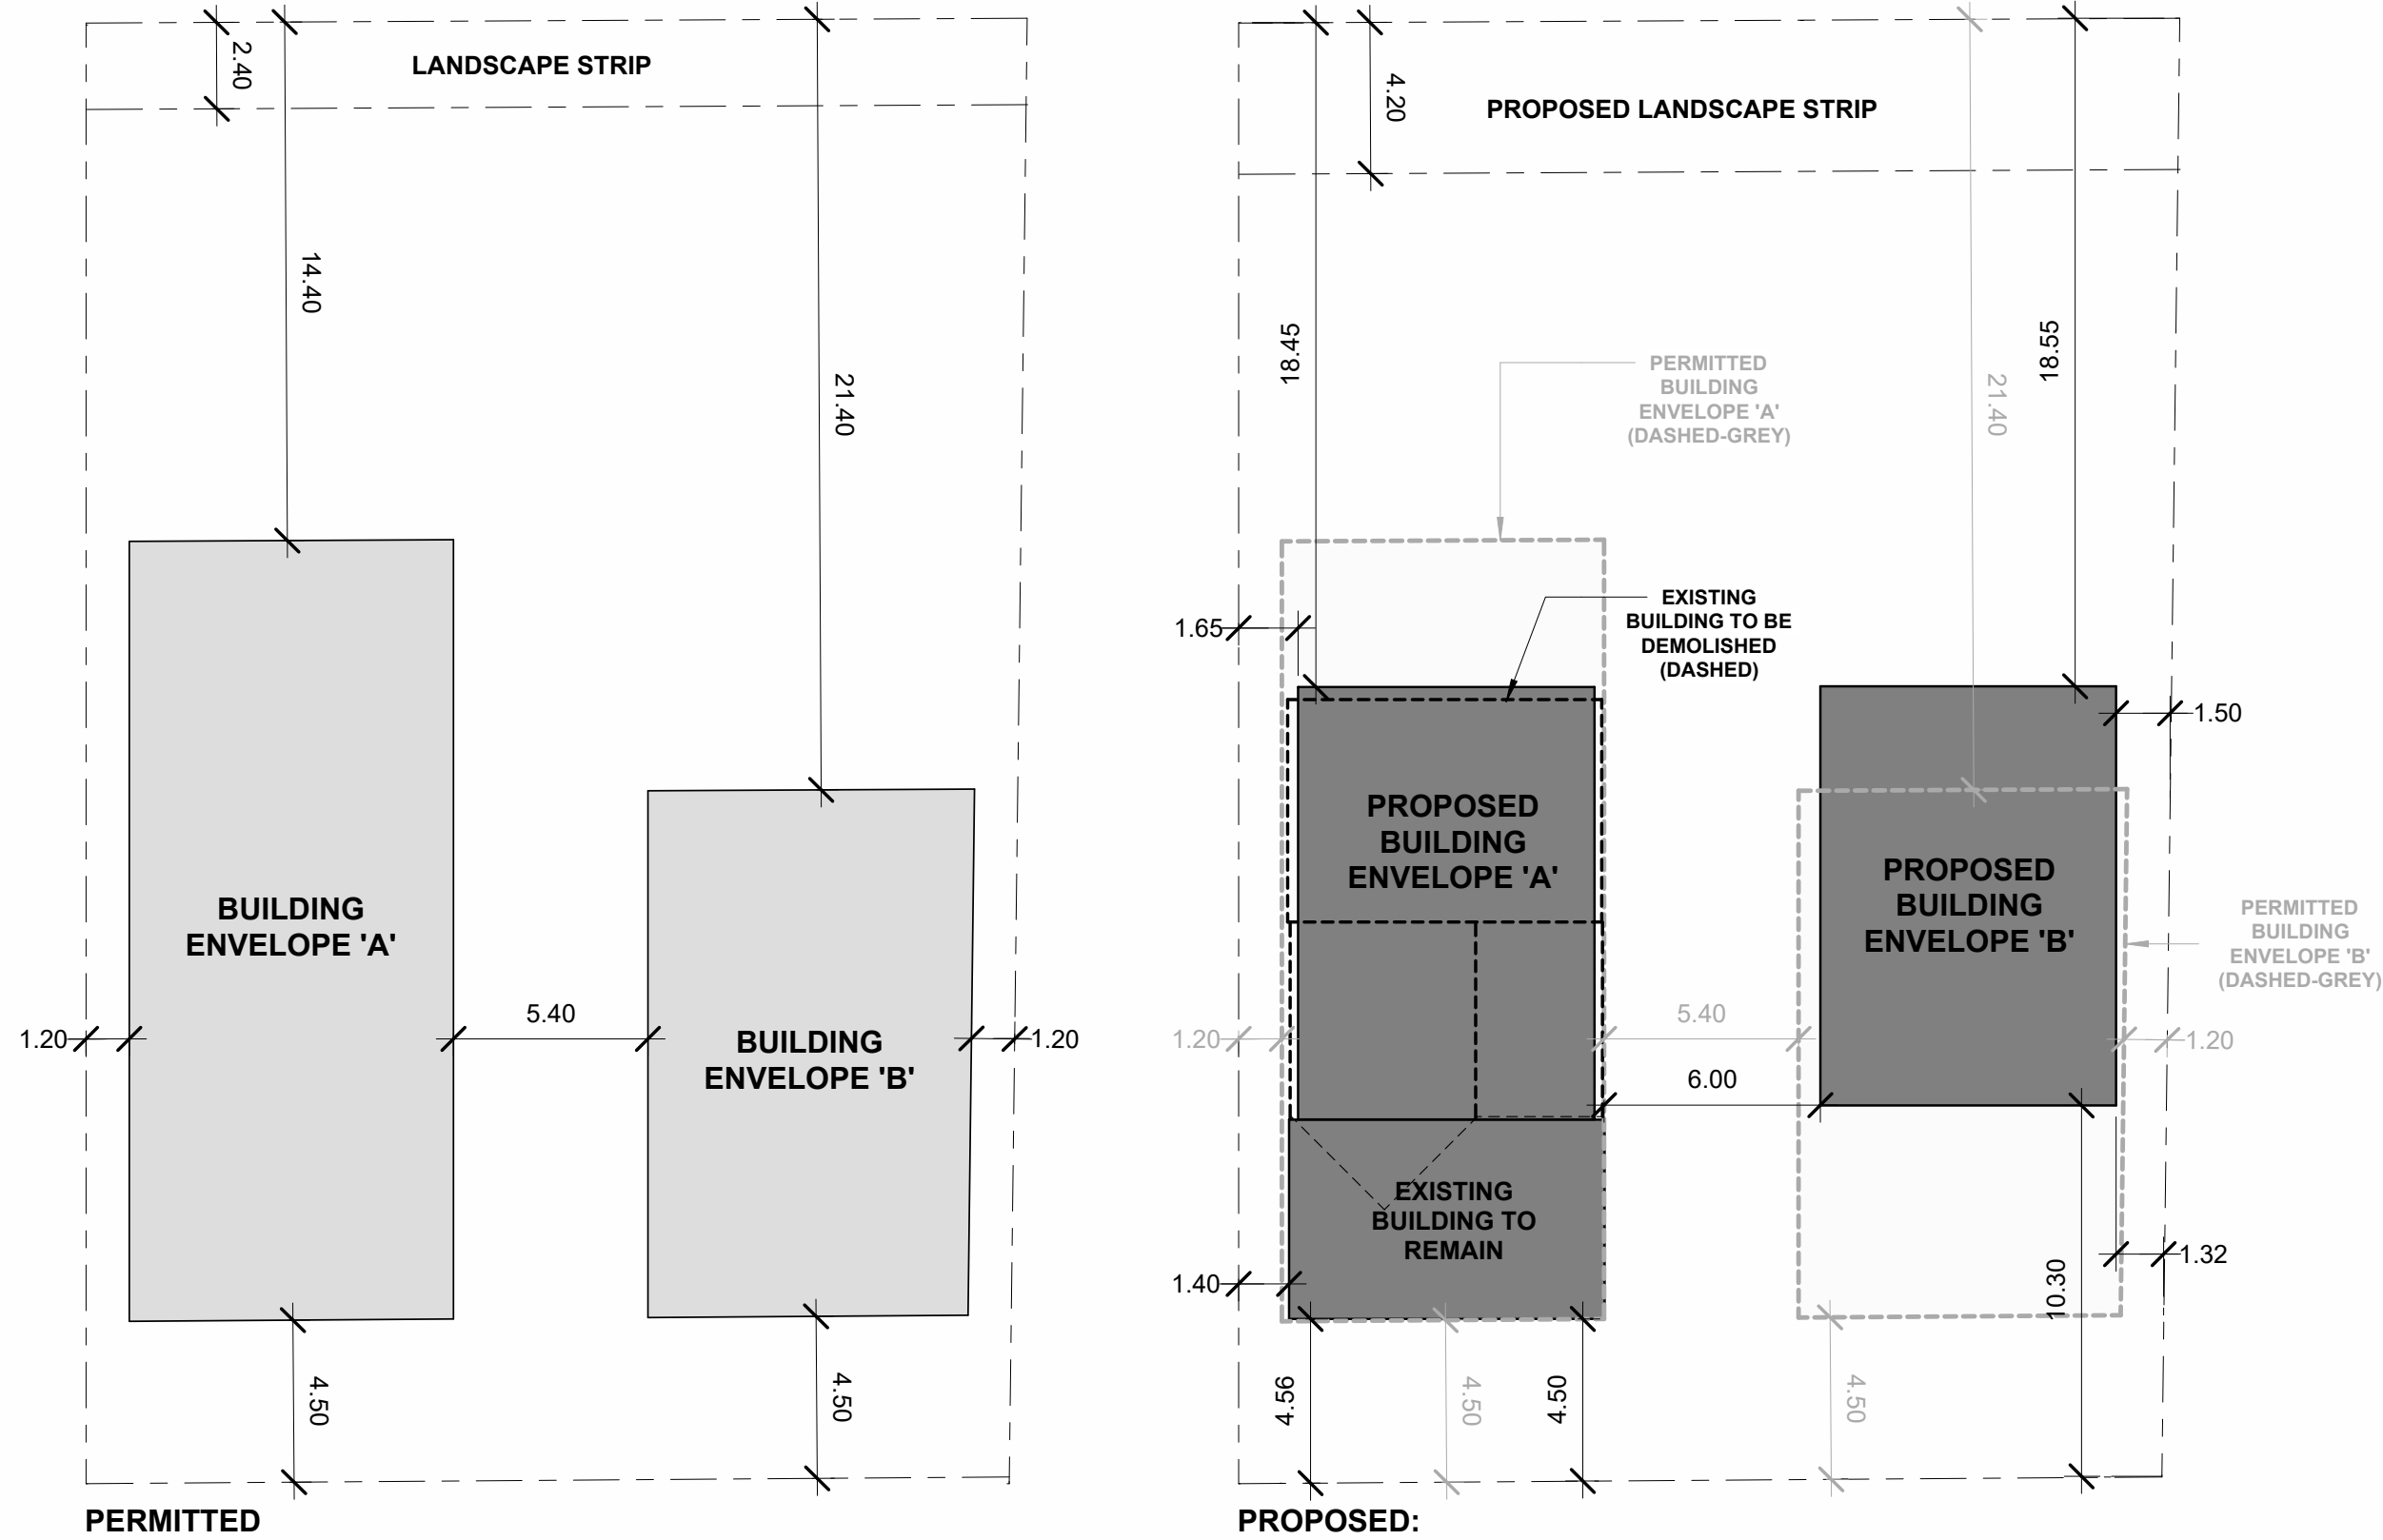 2.40
LANDSCAPE STRIP
14.40
21.40
BUILDING
ENVELOPE 'A'
5.40
1.20
BUILDING
ENVELOPE 'B'
1.20
4.50
4.50
PERMITTED
4.20
PROPOSED LANDSCAPE STRIP
18.45
PERMITTED
BUILDING
ENVELOPE 'A'
(DASHED-GREY)
21.40
18.55
1.65
EXISTING
BUILDING TO BE
DEMOLISHED
(DASHED)
1.50
PROPOSED
BUILDING
ENVELOPE 'A'
PROPOSED
BUILDING
ENVELOPE 'B'
PERMITTED
BUILDING
ENVELOPE 'B'
(DASHED-GREY)
1.20
5.40
1.20
6.00
EXISTING
BUILDING TO
REMAIN
1.40
10.30
1.32
4.56
4.50
4.50
4.50
PROPOSED: